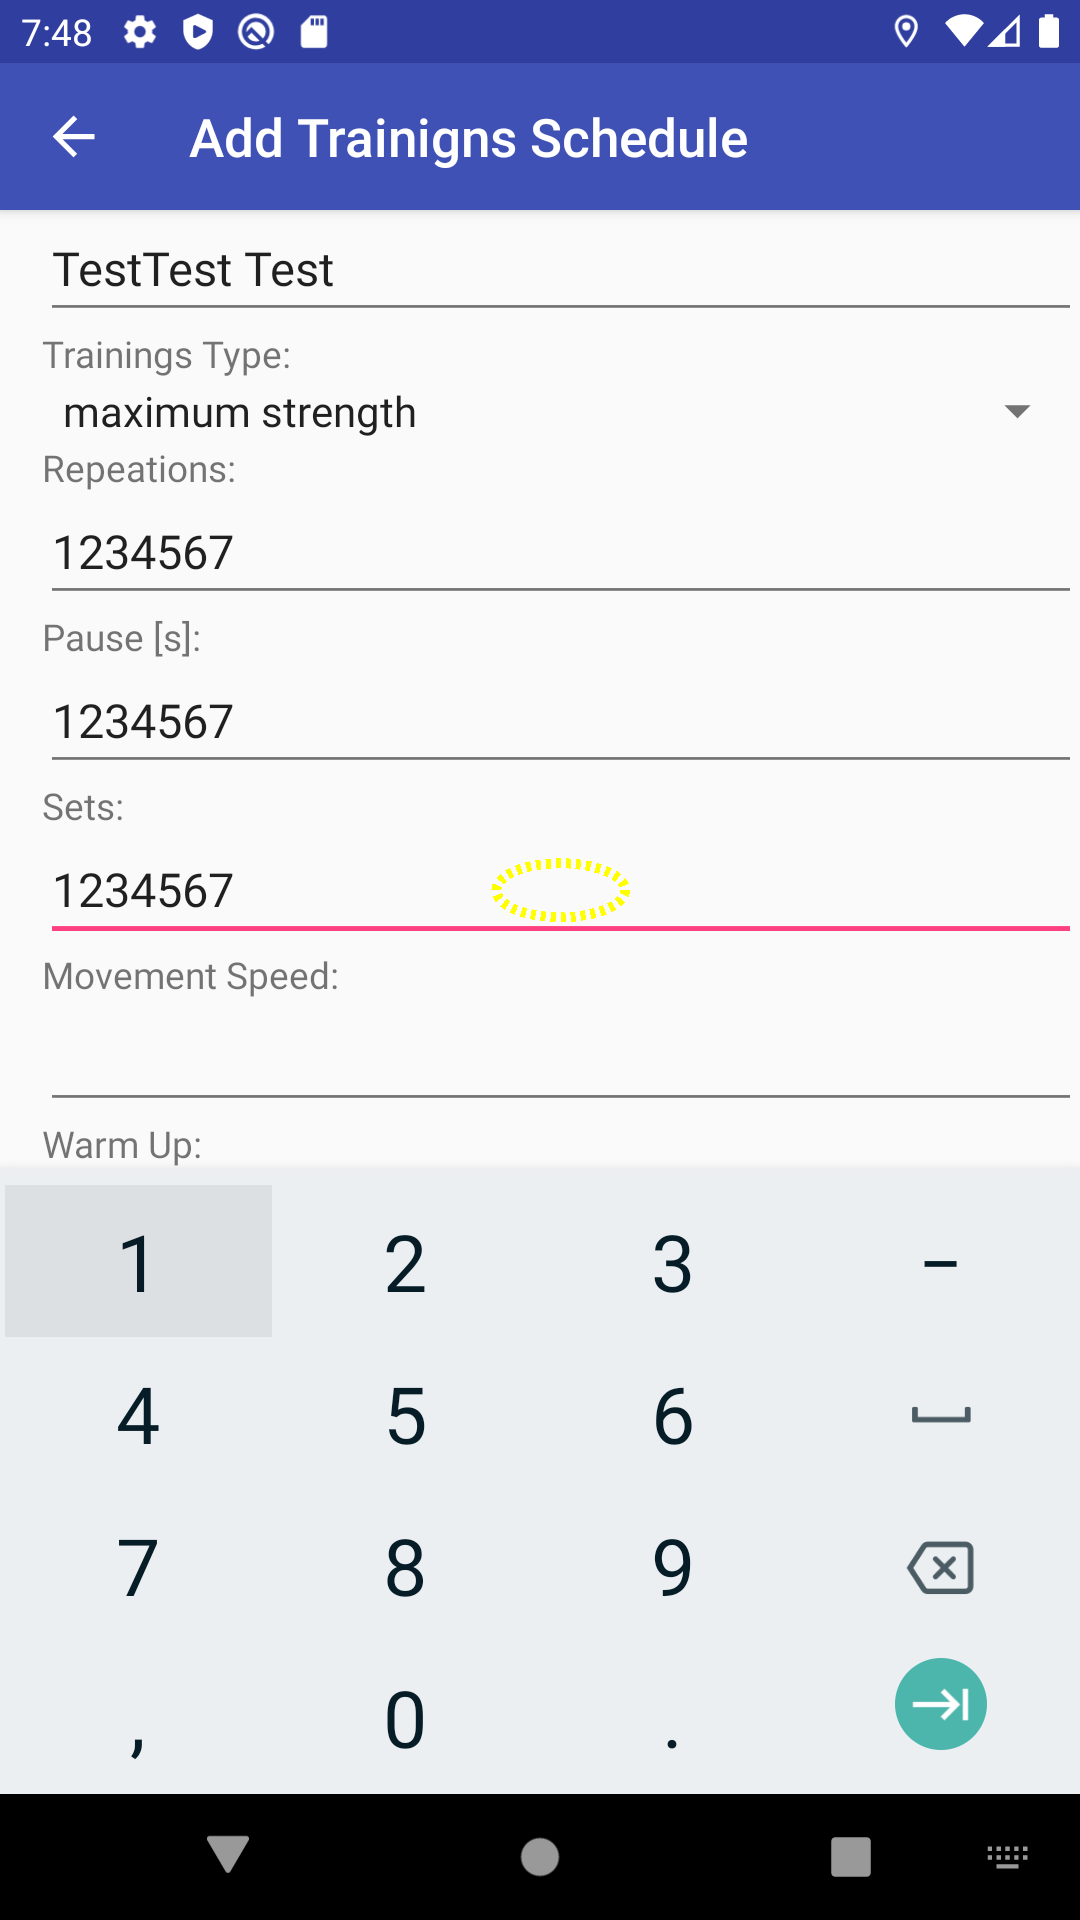 7:48
Add Trainigns Schedule
TestTest Test
Trainings Type:
maximum strength
Repeations:
1234567
Pause [s]:
1234567
Sets:
1234567
Movement Speed:
Warm Up:
1 2 3 –
4 5 6
7 8 9
, 0 .